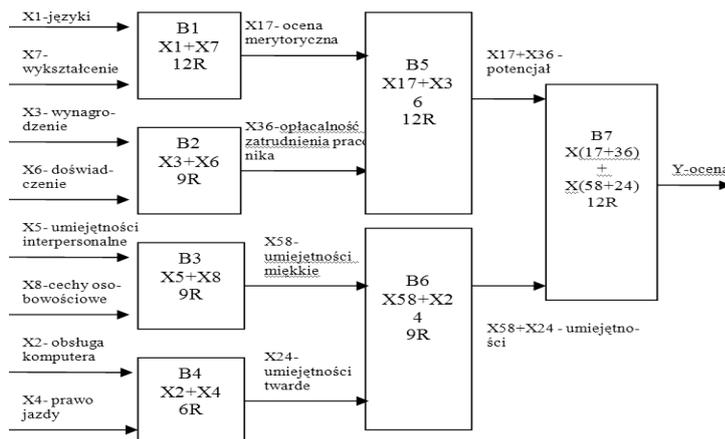 X1-języki
X7-
wykształcenie
X3- wynagro-
dzenie
X6- doświad-
czenie
X5- umiejętności
interpersonalne
X8-cechy oso-
bowościowe
X2- obsługa
komputera
X4- prawo
jazdy
B1
X1+X7
12R
B2
X3+X6
9R
B3
X5+X8
9R
B4
X2+X4
6R
X17- ocena
merytoryczna
X36-opłacalność
zatrudnienia prac
nika
X58-
umiejętności
miękkie
X24-
umiejętności
twarde
B5
X17+X3
6
12R
B6
X58+X2
4
9R
X17+X36 -
potencjał
X58+X24 - umiejętno-
ści
B7
X(17+36)
+
X(58+24)
12R
Y-ocena